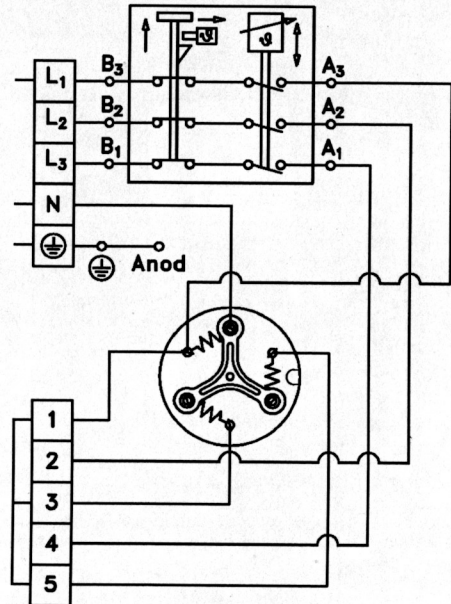 ϑ ϑ
L₁ B₃ A₃
L₂ B₂ A₂
L₃ B₁ A₁
N
Anod
1
2
3
4
5